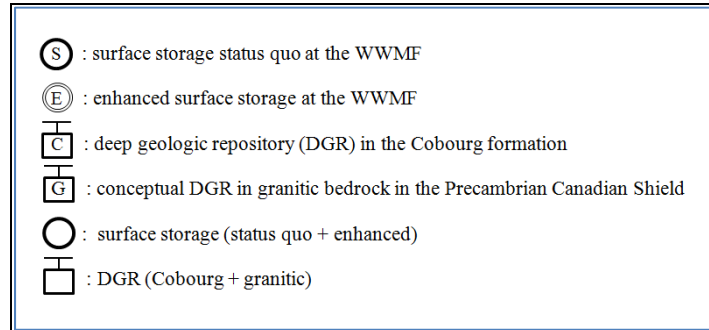 S : surface storage status quo at the WWMF
E : enhanced surface storage at the WWMF
C : deep geologic repository (DGR) in the Cobourg formation
G : conceptual DGR in granitic bedrock in the Precambrian Canadian Shield
: surface storage (status quo + enhanced)
: DGR (Cobourg + granitic)